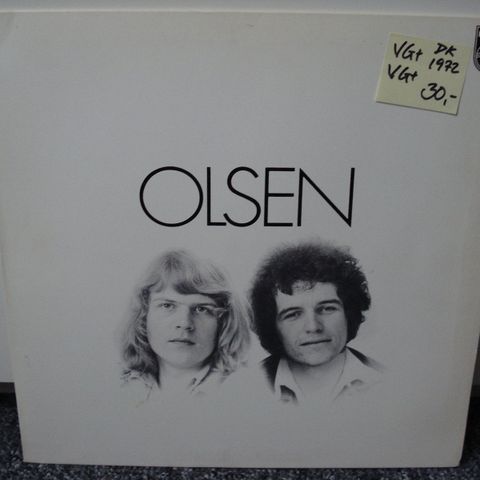 VG+ DK
VG+ 1972
30,-
OLSEN